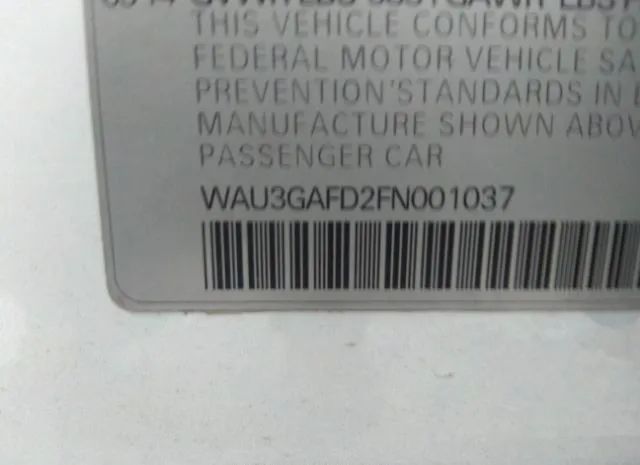 THIS VEHICLE CONFORMS TO
FEDERAL MOTOR VEHICLE SA
PREVENTION STANDARDS IN
MANUFACTURE SHOWN ABOV
PASSENGER CAR
WAU3GAFD2FN001037